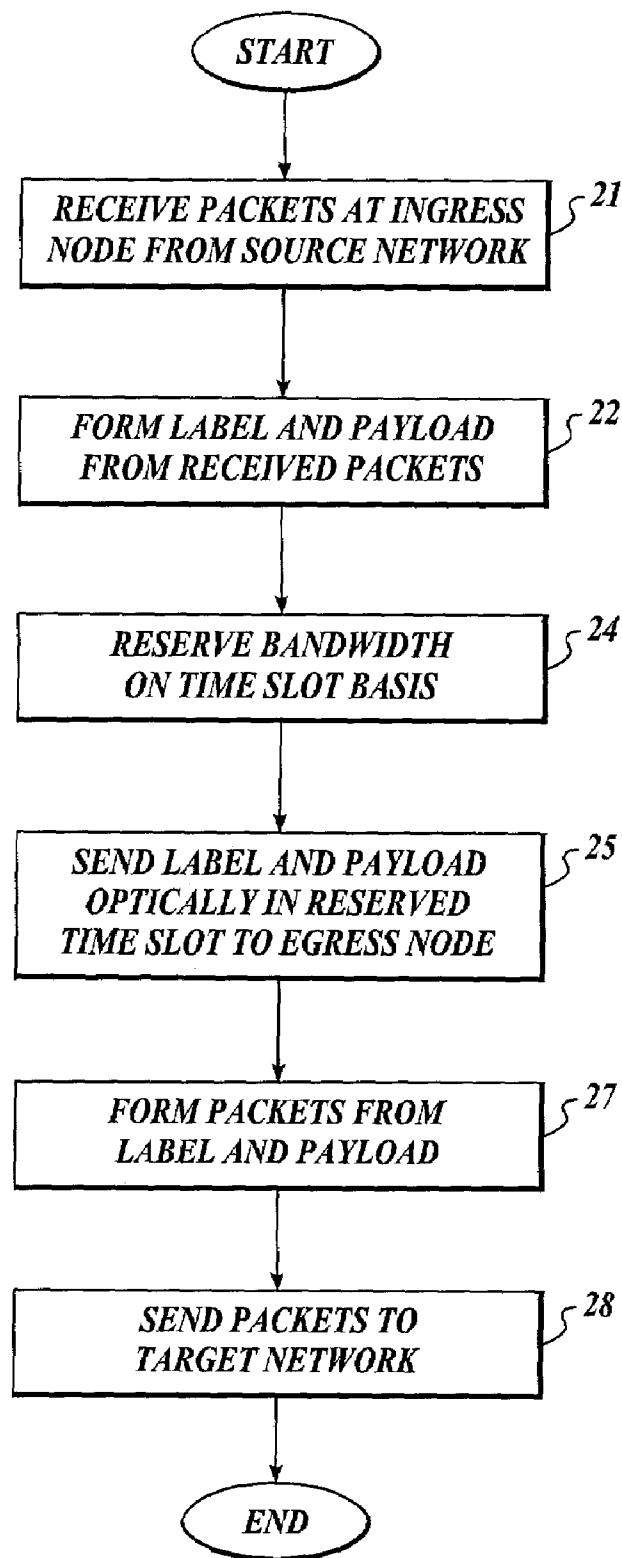 START
RECEIVE PACKETS AT INGRESS
NODE FROM SOURCE NETWORK
21
FORM LABEL AND PAYLOAD
FROM RECEIVED PACKETS
22
RESERVE BANDWIDTH
ON TIME SLOT BASIS
24
SEND LABEL AND PAYLOAD
OPTICALLY IN RESERVED
TIME SLOT TO EGRESS NODE
25
FORM PACKETS FROM
LABEL AND PAYLOAD
27
SEND PACKETS TO
TARGET NETWORK
28
END